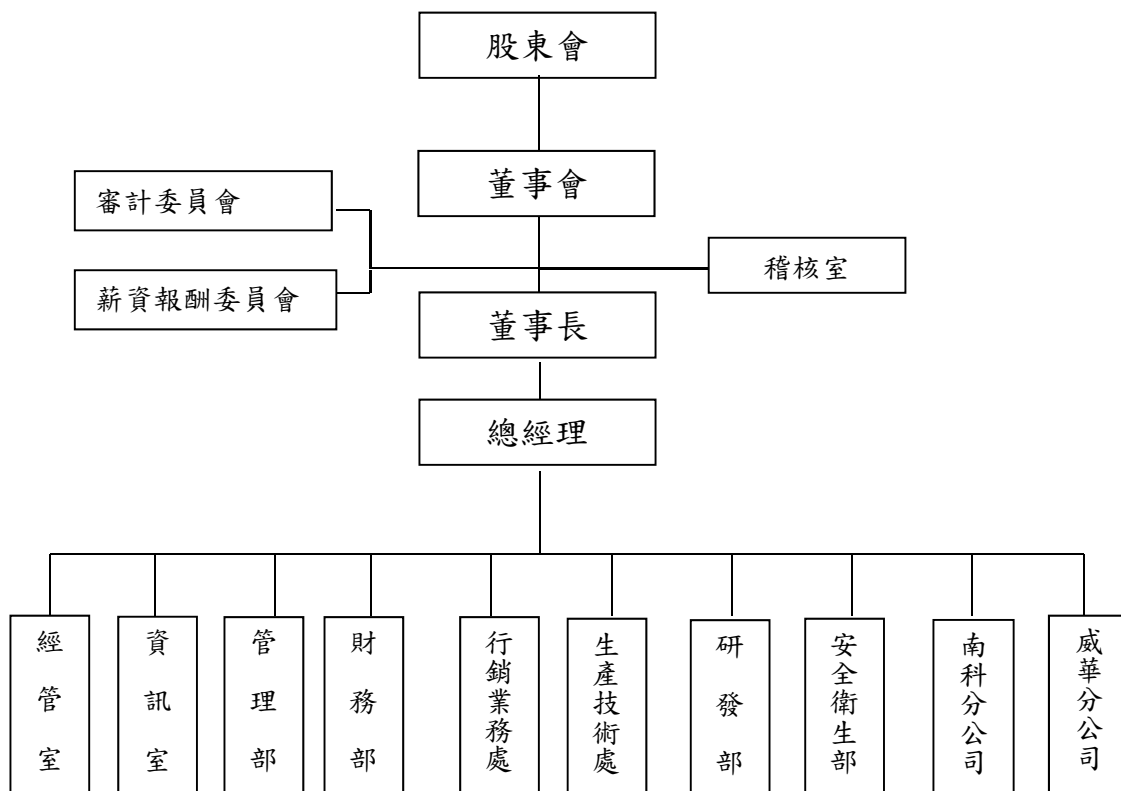 股東會
董事會
審計委員會
稽核室
薪資報酬委員會
董事長
總經理
經管室
資訊室
管理部
財務部
行銷業務處
生產技術處
研發部
安全衛生部
南科分公司
威華分公司